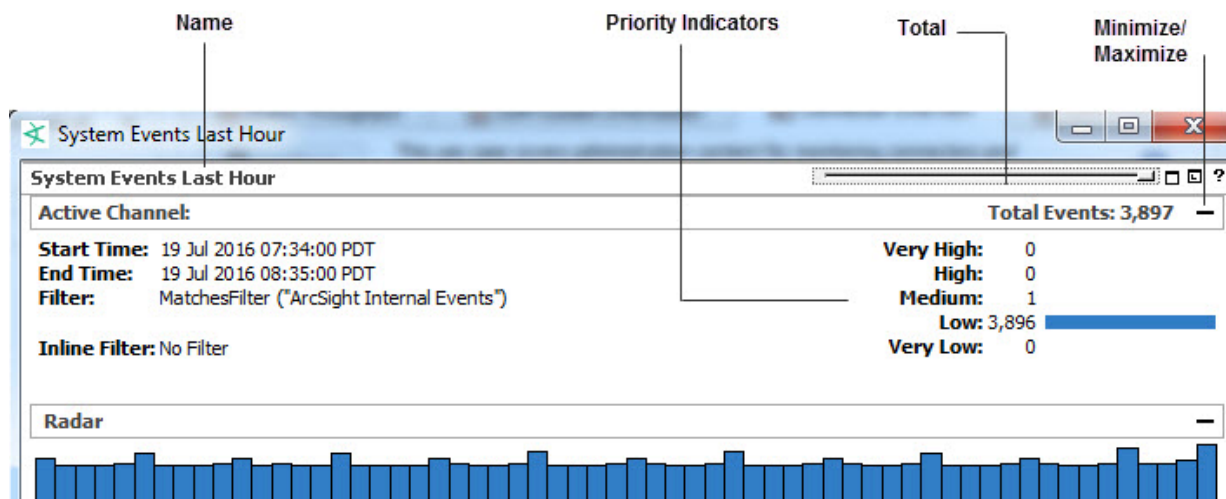 Name
Priority Indicators
Total
Minimize/
Maximize
System Events Last Hour
System Events Last Hour
?
Active Channel:
Total Events: 3,897
Start Time: 19 Jul 2016 07:34:00 PDT
End Time: 19 Jul 2016 08:35:00 PDT
Filter: MatchesFilter ("ArcSight Internal Events")
Inline Filter: No Filter
Very High: 0
High: 0
Medium: 1
Low: 3,896
Very Low: 0
Radar